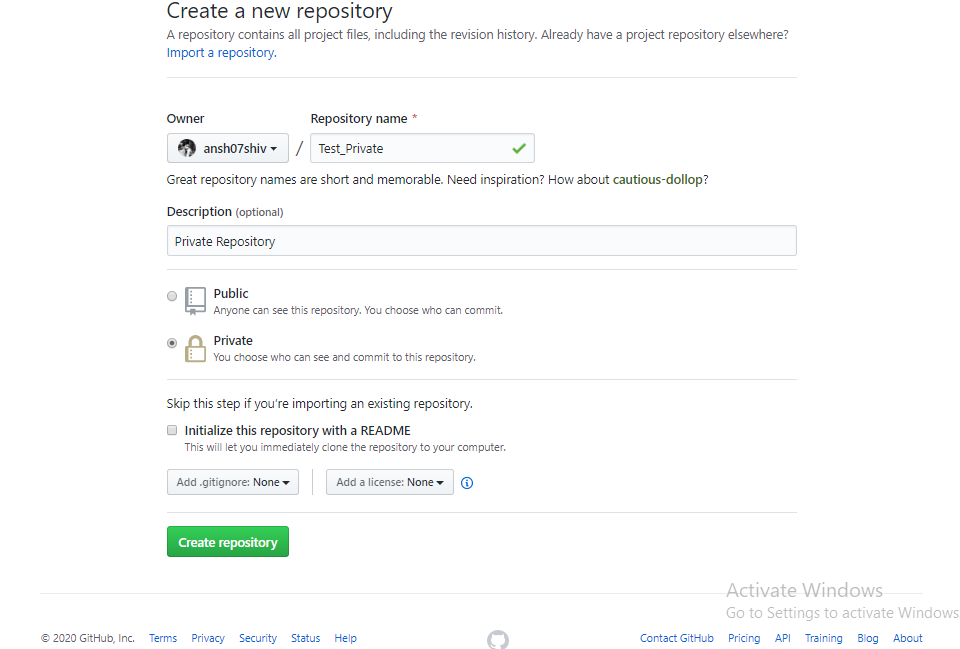 Create a new repository
A repository contains all project files, including the revision history. Already have a project repository elsewhere?
Import a repository.
Owner
Repository name *
ansh07shiv
/
Test_Private
Great repository names are short and memorable. Need inspiration? How about cautious-dollop?
Description (optional)
Private Repository
Public
Anyone can see this repository. You choose who can commit.
Private
You choose who can see and commit to this repository.
Skip this step if you're importing an existing repository.
Initialize this repository with a README
This will let you immediately clone the repository to your computer.
Add .gitignore: None
Add a license: None
Create repository
Activate Windows
Go to Settings to activate Windows
© 2020 GitHub, Inc. Terms Privacy Security Status Help
Contact GitHub Pricing API Training Blog About